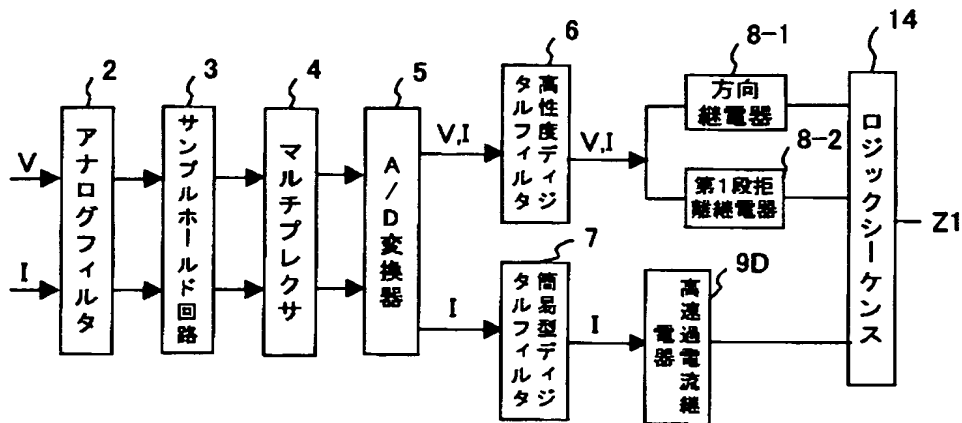 2
アナログフィルタ
3
サンプルホールド回路
4
マルチプレクサ
5
A/D変換器
6
高性度ディジ
タルフィルタ
7
簡易型ディジ
タルフィルタ
8-1
方向
継電器
8-2
第1段拒
離継電器
9D
高速過電流継
電器
14
ロジックシーケンス
V
I
V,I
I
V,I
I
Z1